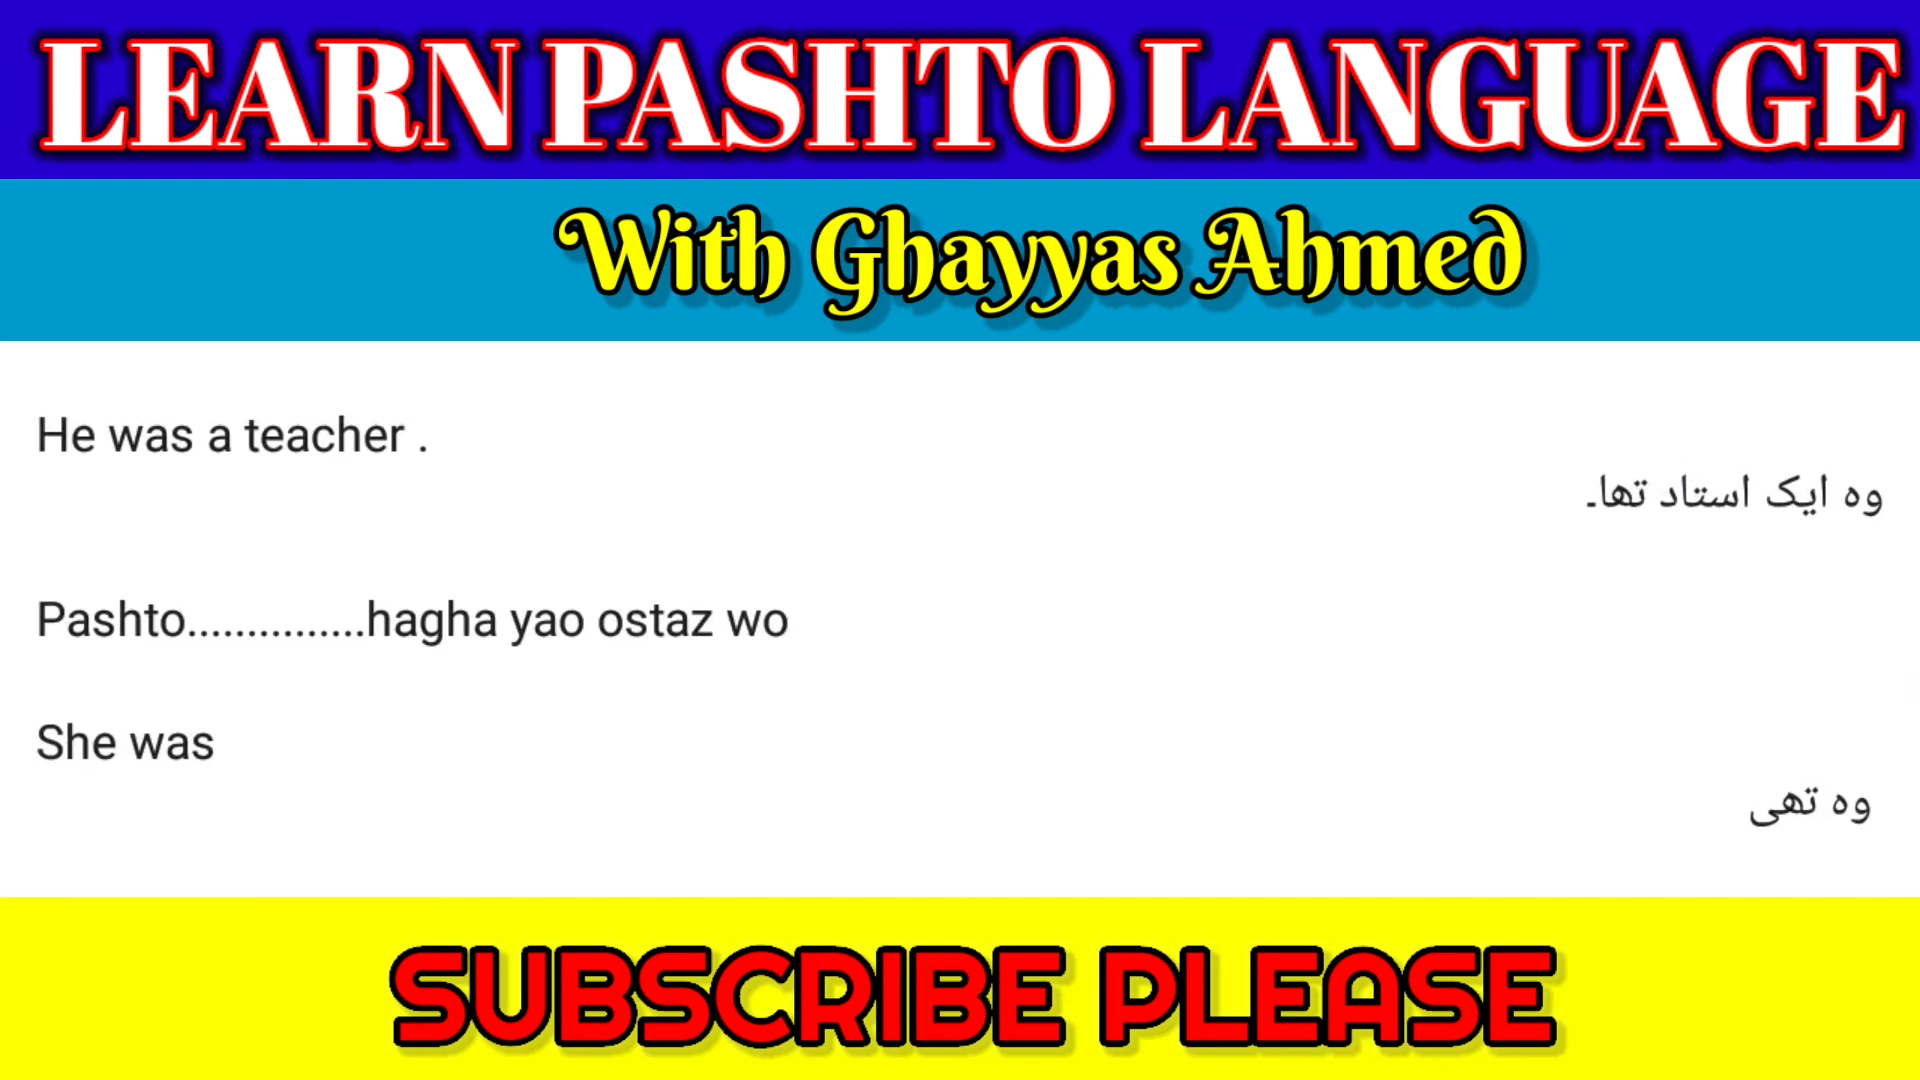 LEARN PASHTO LANGUAGE
With Ghayyas Ahmed
He was a teacher .
وہ ایک استاد تھا۔
Pashto...............hagha yao ostaz wo
She was
وہ تھی
SUBSCRIBE PLEASE